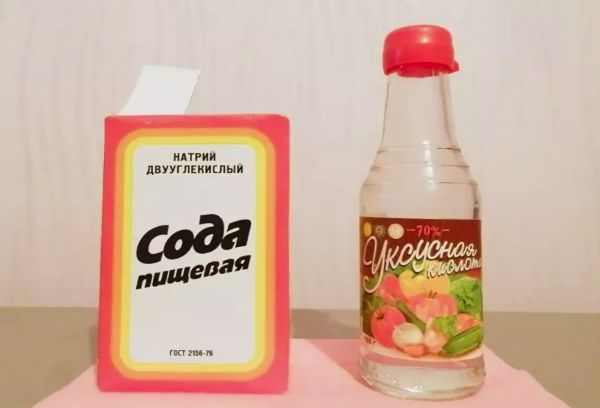 НАТРИЙ
ДВУУГЛЕКИСЛЫЙ
Сода
пищевая
ГОСТ 2156-76
70%
Уксусная
кислота